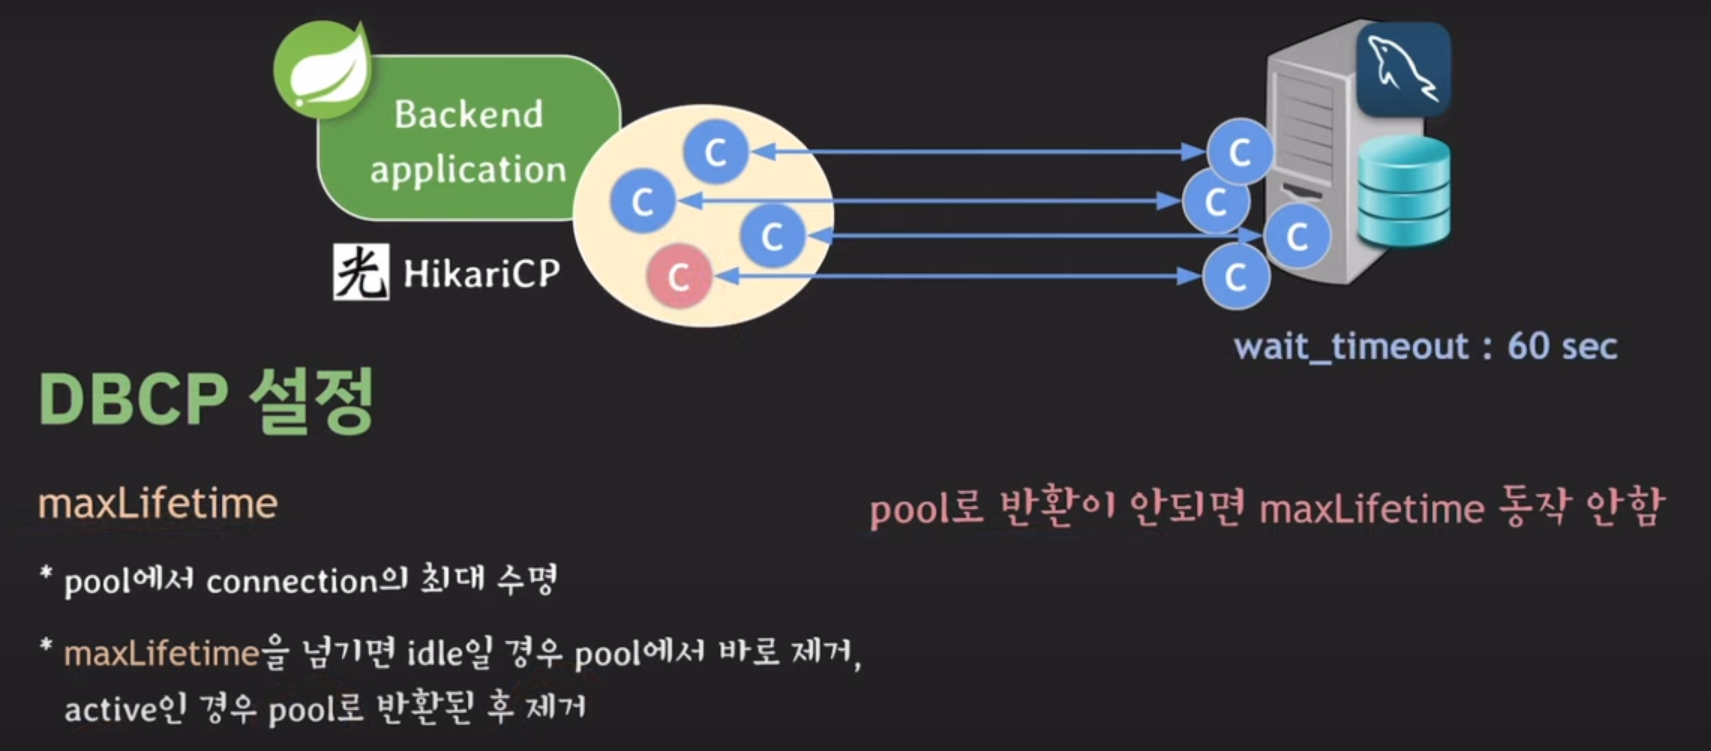 Backend
application
C
C
C
C
C
C
C
C
光 HikariCP
wait_timeout : 60 sec
DBCP 설정
maxLifetime
pool로 반환이 안되면 maxLifetime 동작 안함
* pool에서 connection의 최대 수명
* maxLifetime을 넘기면 idle일 경우 pool에서 바로 제거,
active인 경우 pool로 반환된 후 제거